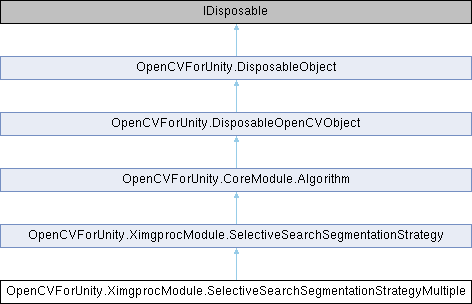 IDisposable
OpenCVForUnity.DisposableObject
OpenCVForUnity.DisposableOpenCVObject
OpenCVForUnity.CoreModule.Algorithm
OpenCVForUnity.XimgprocModule.SelectiveSearchSegmentationStrategy
OpenCVForUnity.XimgprocModule.SelectiveSearchSegmentationStrategyMultiple